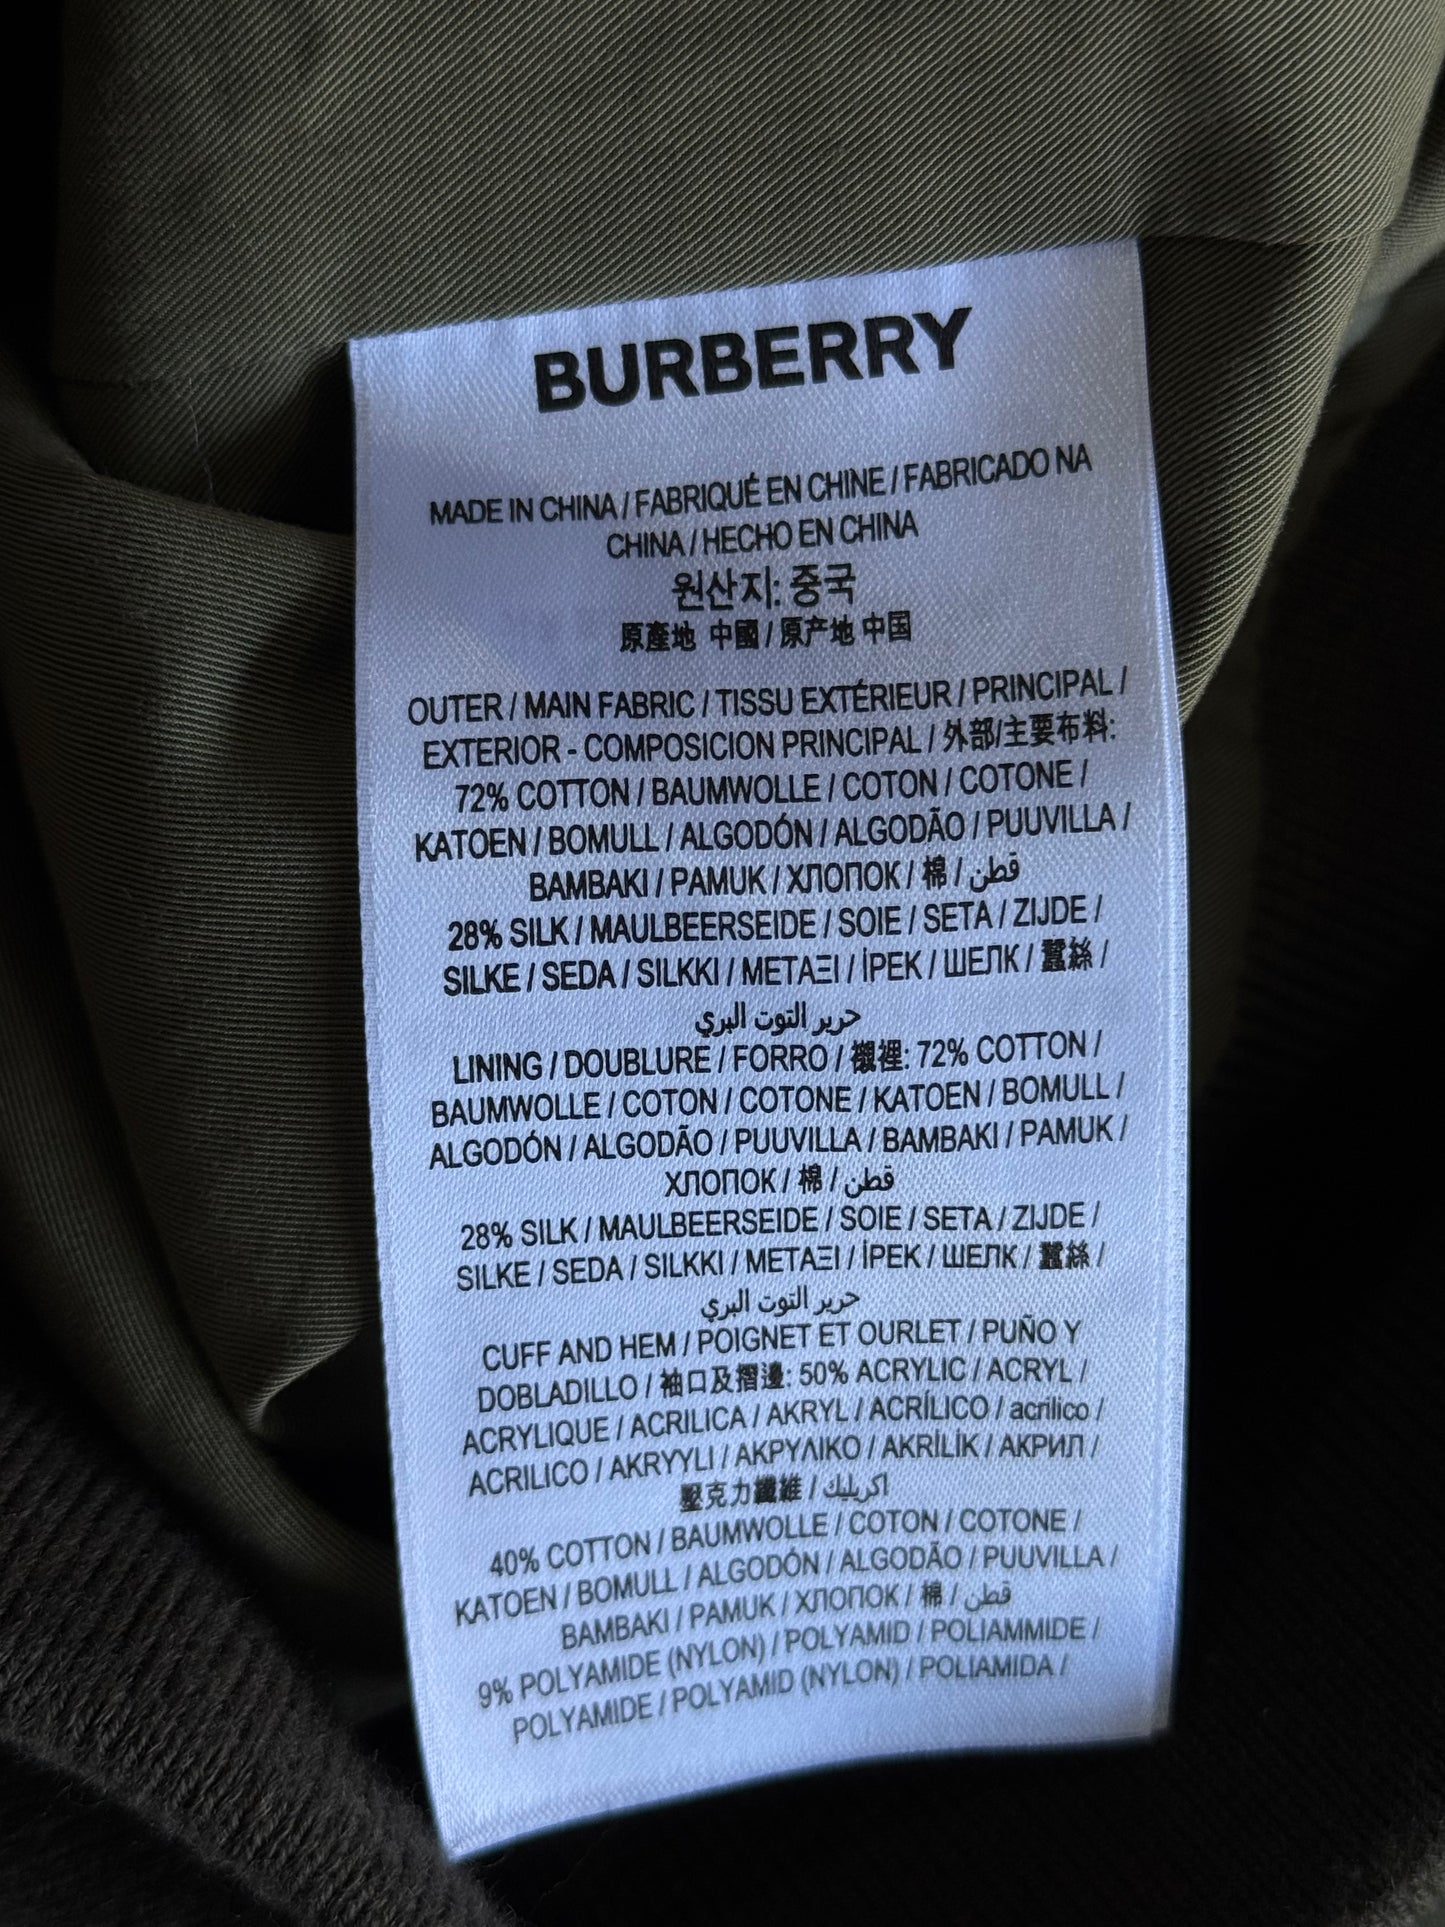 BURBERRY
MADE IN CHINA / FABRIQUÉ EN CHINE / FABRICADO NA
CHINA / HECHO EN CHINA
원산지: 중국
原產地 中國 / 原产地 中国
OUTER / MAIN FABRIC / TISSU EXTÉRIEUR / PRINCIPAL /
EXTERIOR - COMPOSICION PRINCIPAL / 外部/主要布料:
72% COTTON / BAUMWOLLE / COTON / COTONE /
KATOEN / BOMULL / ALGODÓN / ALGODÃO / PUUVILLA /
BAMBAKI / PAMUK / ХЛОПОК / 棉 / قطن
28% SILK / MAULBEERSEIDE / SOIE / SETA / ZIJDE /
SILKE / SEDA / SILKKI / ΜΕΤΑΞΙ / İPEK / ШЕЛК / 蠶絲 /
حرير التوت البري
LINING / DOUBLURE / FORRO / 襯裡: 72% COTTON /
BAUMWOLLE / COTON / COTONE / KATOEN / BOMULL /
ALGODÓN / ALGODÃO / PUUVILLA / BAMBAKI / PAMUK /
ХЛОПОК / 棉 / قطن
28% SILK / MAULBEERSEIDE / SOIE / SETA / ZIJDE /
SILKE / SEDA / SILKKI / ΜΕΤΑΞΙ / İPEK / ШЕЛК / 蠶絲 /
حرير التوت البري
CUFF AND HEM / POIGNET ET OURLET / PUÑO Y
DOBLADILLO / 袖口及摺邊: 50% ACRYLIC / ACRYL /
ACRYLIQUE / ACRILICA / AKRYL / ACRÍLICO / acrílico /
ACRILICO / AKRYYLI / ΑΚΡΥΛΙΚΟ / AKRİLİK / АКРИЛ /
壓克力纖維 / اكريليك
40% COTTON / BAUMWOLLE / COTON / COTONE /
KATOEN / BOMULL / ALGODÓN / ALGODÃO / PUUVILLA /
BAMBAKI / PAMUK / ХЛОПОК / 棉 / قطن
9% POLYAMIDE (NYLON) / POLYAMID / POLIAMMIDE /
POLYAMIDE / POLYAMID (NYLON) / POLIAMIDA /